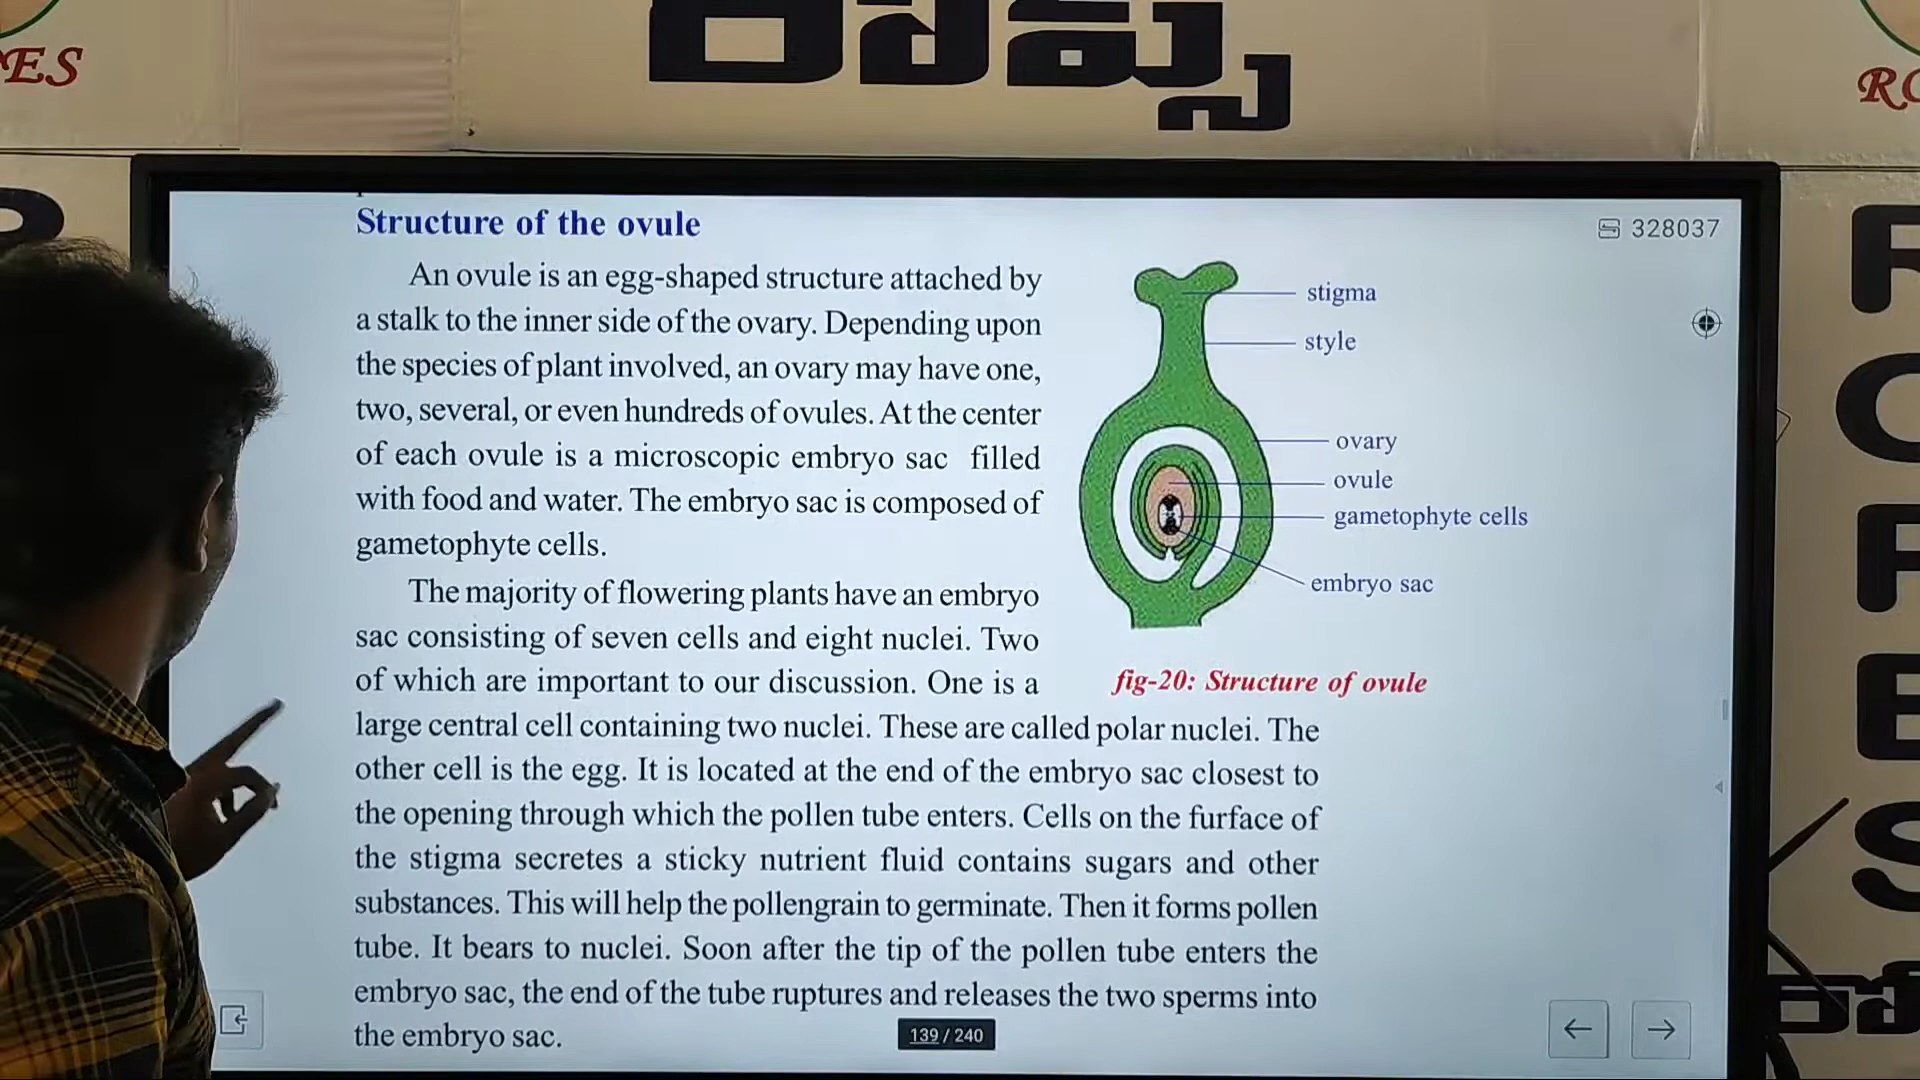 ES
రోప్స్
Structure of the ovule
328037
An ovule is an egg-shaped structure attached by
a stalk to the inner side of the ovary. Depending upon
the species of plant involved, an ovary may have one,
two, several, or even hundreds of ovules. At the center
of each ovule is a microscopic embryo sac filled
with food and water. The embryo sac is composed of
gametophyte cells.
stigma
style
ovary
ovule
gametophyte cells
embryo sac
fig-20: Structure of ovule
The majority of flowering plants have an embryo
sac consisting of seven cells and eight nuclei. Two
of which are important to our discussion. One is a
large central cell containing two nuclei. These are called polar nuclei. The
other cell is the egg. It is located at the end of the embryo sac closest to
the opening through which the pollen tube enters. Cells on the furface of
the stigma secretes a sticky nutrient fluid contains sugars and other
substances. This will help the pollengrain to germinate. Then it forms pollen
tube. It bears to nuclei. Soon after the tip of the pollen tube enters the
embryo sac, the end of the tube ruptures and releases the two sperms into
the embryo sac.
139 / 240
R
O
P
E
S